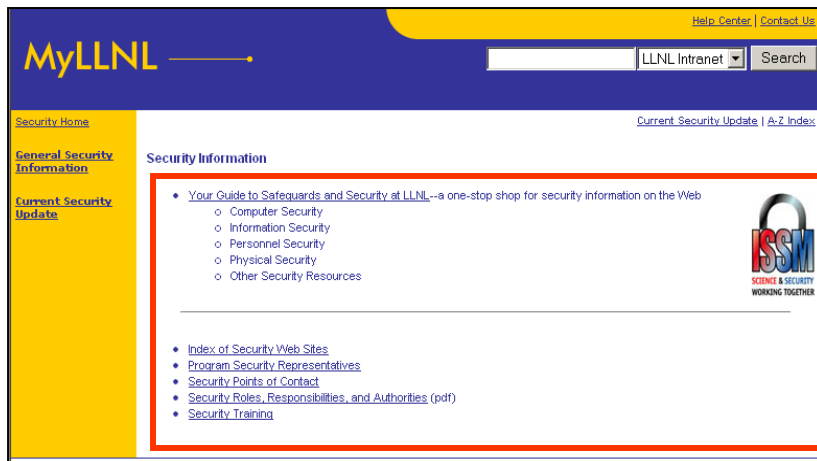 Help Center | Contact Us
MyLLNL
LLNL Intranet Search
Security Home
Current Security Update | A-Z Index
General Security
Information
Current Security
Update
Security Information
• Your Guide to Safeguards and Security at LLNL--a one-stop shop for security information on the Web
o Computer Security
o Information Security
o Personnel Security
o Physical Security
o Other Security Resources
ISSM
SCIENCE & SECURITY
WORKING TOGETHER
• Index of Security Web Sites
• Program Security Representatives
• Security Points of Contact
• Security Roles, Responsibilities, and Authorities (pdf)
• Security Training